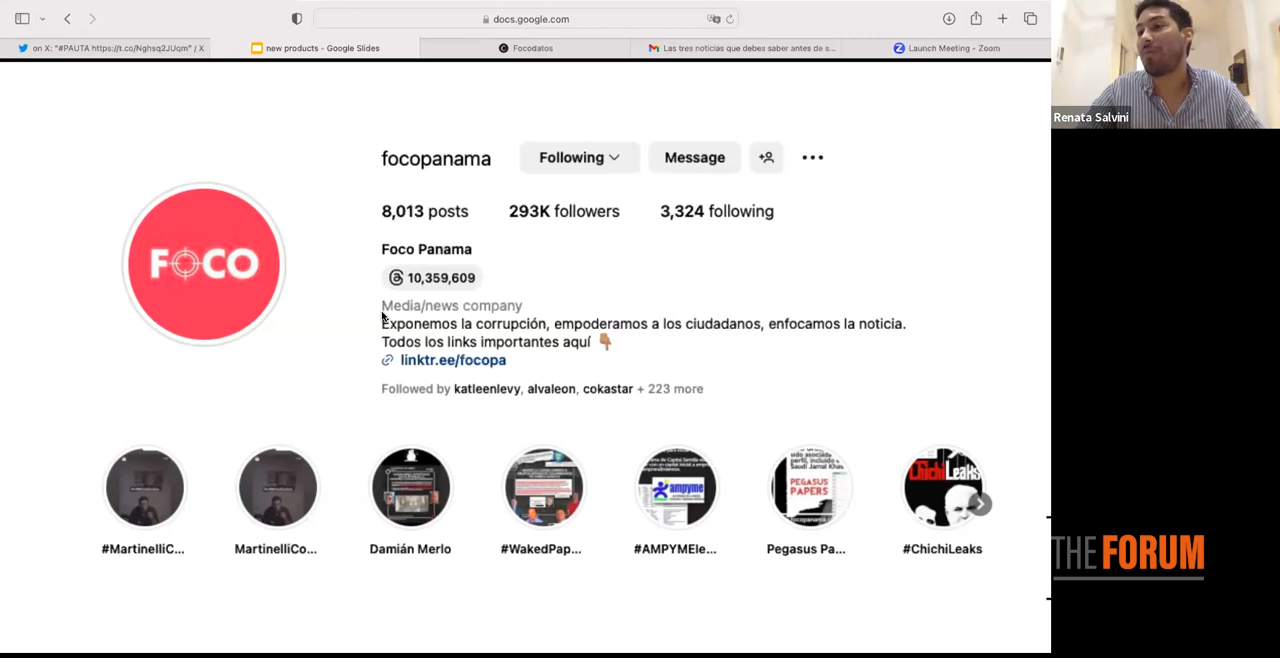 docs.google.com
on X: "#PAUTA https://t.co/Nghsq2JUqm" / X
new products - Google Slides
Focodatos
Las tres noticias que debes saber antes de s...
Launch Meeting - Zoom
Renata Salvini
FOCO
focopanama
Following
Message
8,013 posts
293K followers
3,324 following
Foco Panama
10,359,609
Media/news company
Exponemos la corrupción, empoderamos a los ciudadanos, enfocamos la noticia.
Todos los links importantes aquí
linktr.ee/focopa
Followed by katleenlevy, alvaleon, cokastar + 223 more
ampyme
PEGASUS
PAPERS
ChichiLeaks
#MartinelliC...
MartinelliCo...
Damián Merlo
#WakedPap...
#AMPYMEle...
Pegasus Pa...
#ChichiLeaks
THE FORUM